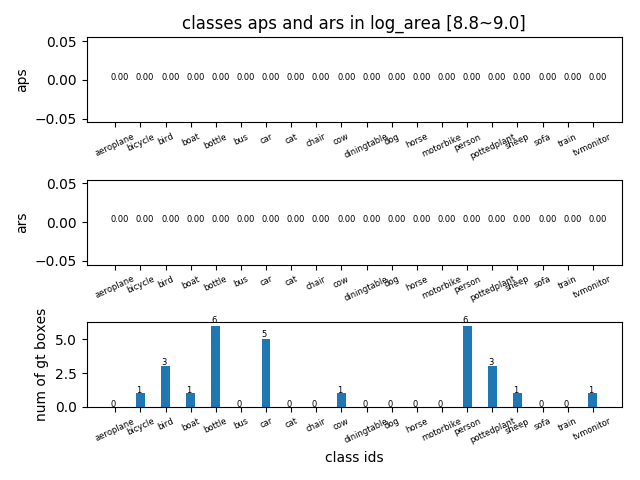 classes aps and ars in log_area [8.8~9.0]
aps
0.05
0.00
−0.05
0.00 0.00 0.00 0.00 0.00 0.00 0.00 0.00 0.00 0.00 0.00 0.00 0.00 0.00 0.00 0.00 0.00 0.00 0.00 0.00
aeroplane bicycle bird boat bottle bus car cat chair cow diningtable dog horse motorbike person pottedplant sheep sofa train tvmonitor
ars
0.05
0.00
−0.05
0.00 0.00 0.00 0.00 0.00 0.00 0.00 0.00 0.00 0.00 0.00 0.00 0.00 0.00 0.00 0.00 0.00 0.00 0.00 0.00
aeroplane bicycle bird boat bottle bus car cat chair cow diningtable dog horse motorbike person pottedplant sheep sofa train tvmonitor
num of gt boxes
5.0
2.5
0.0
0 1 3 1 6 0 5 0 0 1 0 0 0 0 6 3 1 0 0 1
aeroplane bicycle bird boat bottle bus car cat chair cow diningtable dog horse motorbike person pottedplant sheep sofa train tvmonitor
class ids